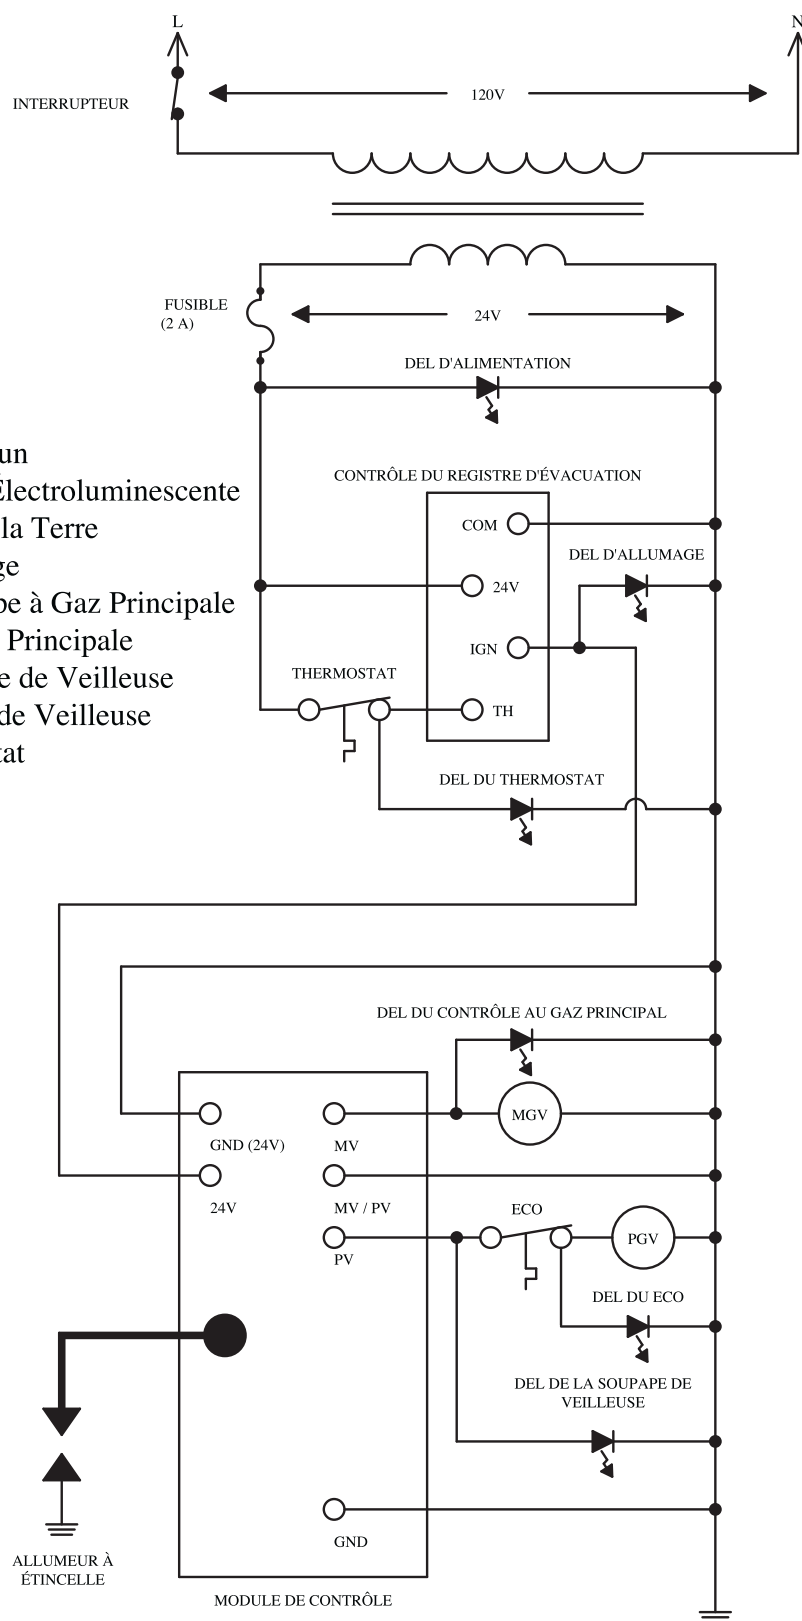 L
N
INTERRUPTEUR
120V
FUSIBLE
(2 A)
24V
DEL D'ALIMENTATION
un
Électroluminescente
la Terre
ge
pe à Gaz Principale
Principale
e de Veilleuse
de Veilleuse
tat
CONTRÔLE DU REGISTRE D'ÉVACUATION
COM
DEL D'ALLUMAGE
24V
IGN
THERMOSTAT
TH
DEL DU THERMOSTAT
DEL DU CONTRÔLE AU GAZ PRINCIPAL
MGV
GND (24V)
MV
24V
MV / PV
ECO
PV
PGV
DEL DU ECO
DEL DE LA SOUPAPE DE
VEILLEUSE
GND
ALLUMEUR À
ÉTINCELLE
MODULE DE CONTRÔLE